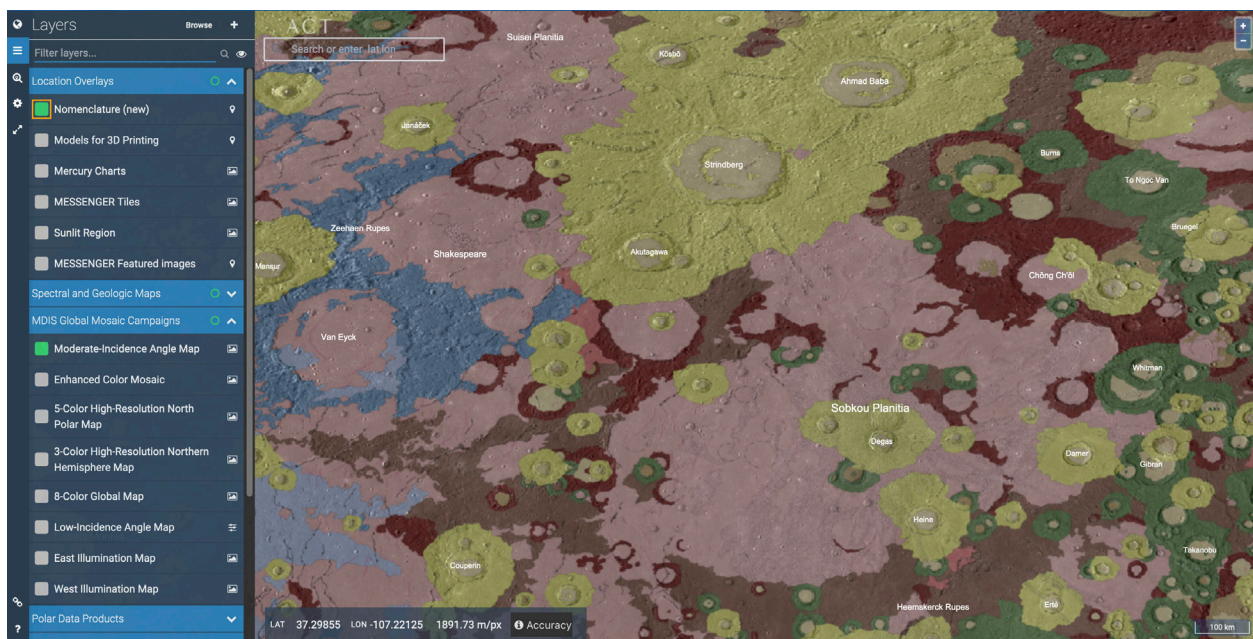 Layers
Browse +
Filter layers...
Location Overlays
Nomenclature (new)
Models for 3D Printing
Mercury Charts
MESSENGER Tiles
Sunlit Region
MESSENGER Featured images
Spectral and Geologic Maps
MDIS Global Mosaic Campaigns
Moderate-Incidence Angle Map
Enhanced Color Mosaic
5-Color High-Resolution North
Polar Map
3-Color High-Resolution Northern
Hemisphere Map
8-Color Global Map
Low-Incidence Angle Map
East Illumination Map
West Illumination Map
Polar Data Products
?
ACT
Search or enter lat,lon
+
-
Suisei Planitia
Kōshō
Ahmad Baba
Janáček
Strindberg
Burns
To Ngoc Van
Zeehaen Rupes
Bruegel
Shakespeare
Akutagawa
Mansur
Chŏng Ch'ŏl
Van Eyck
Whitman
Sobkou Planitia
Degas
Damer
Gibran
Heine
Takanobu
Couperin
Heemskerck Rupes
Erté
LAT 37.29855 LON -107.22125 1891.73 m/px Accuracy
100 km